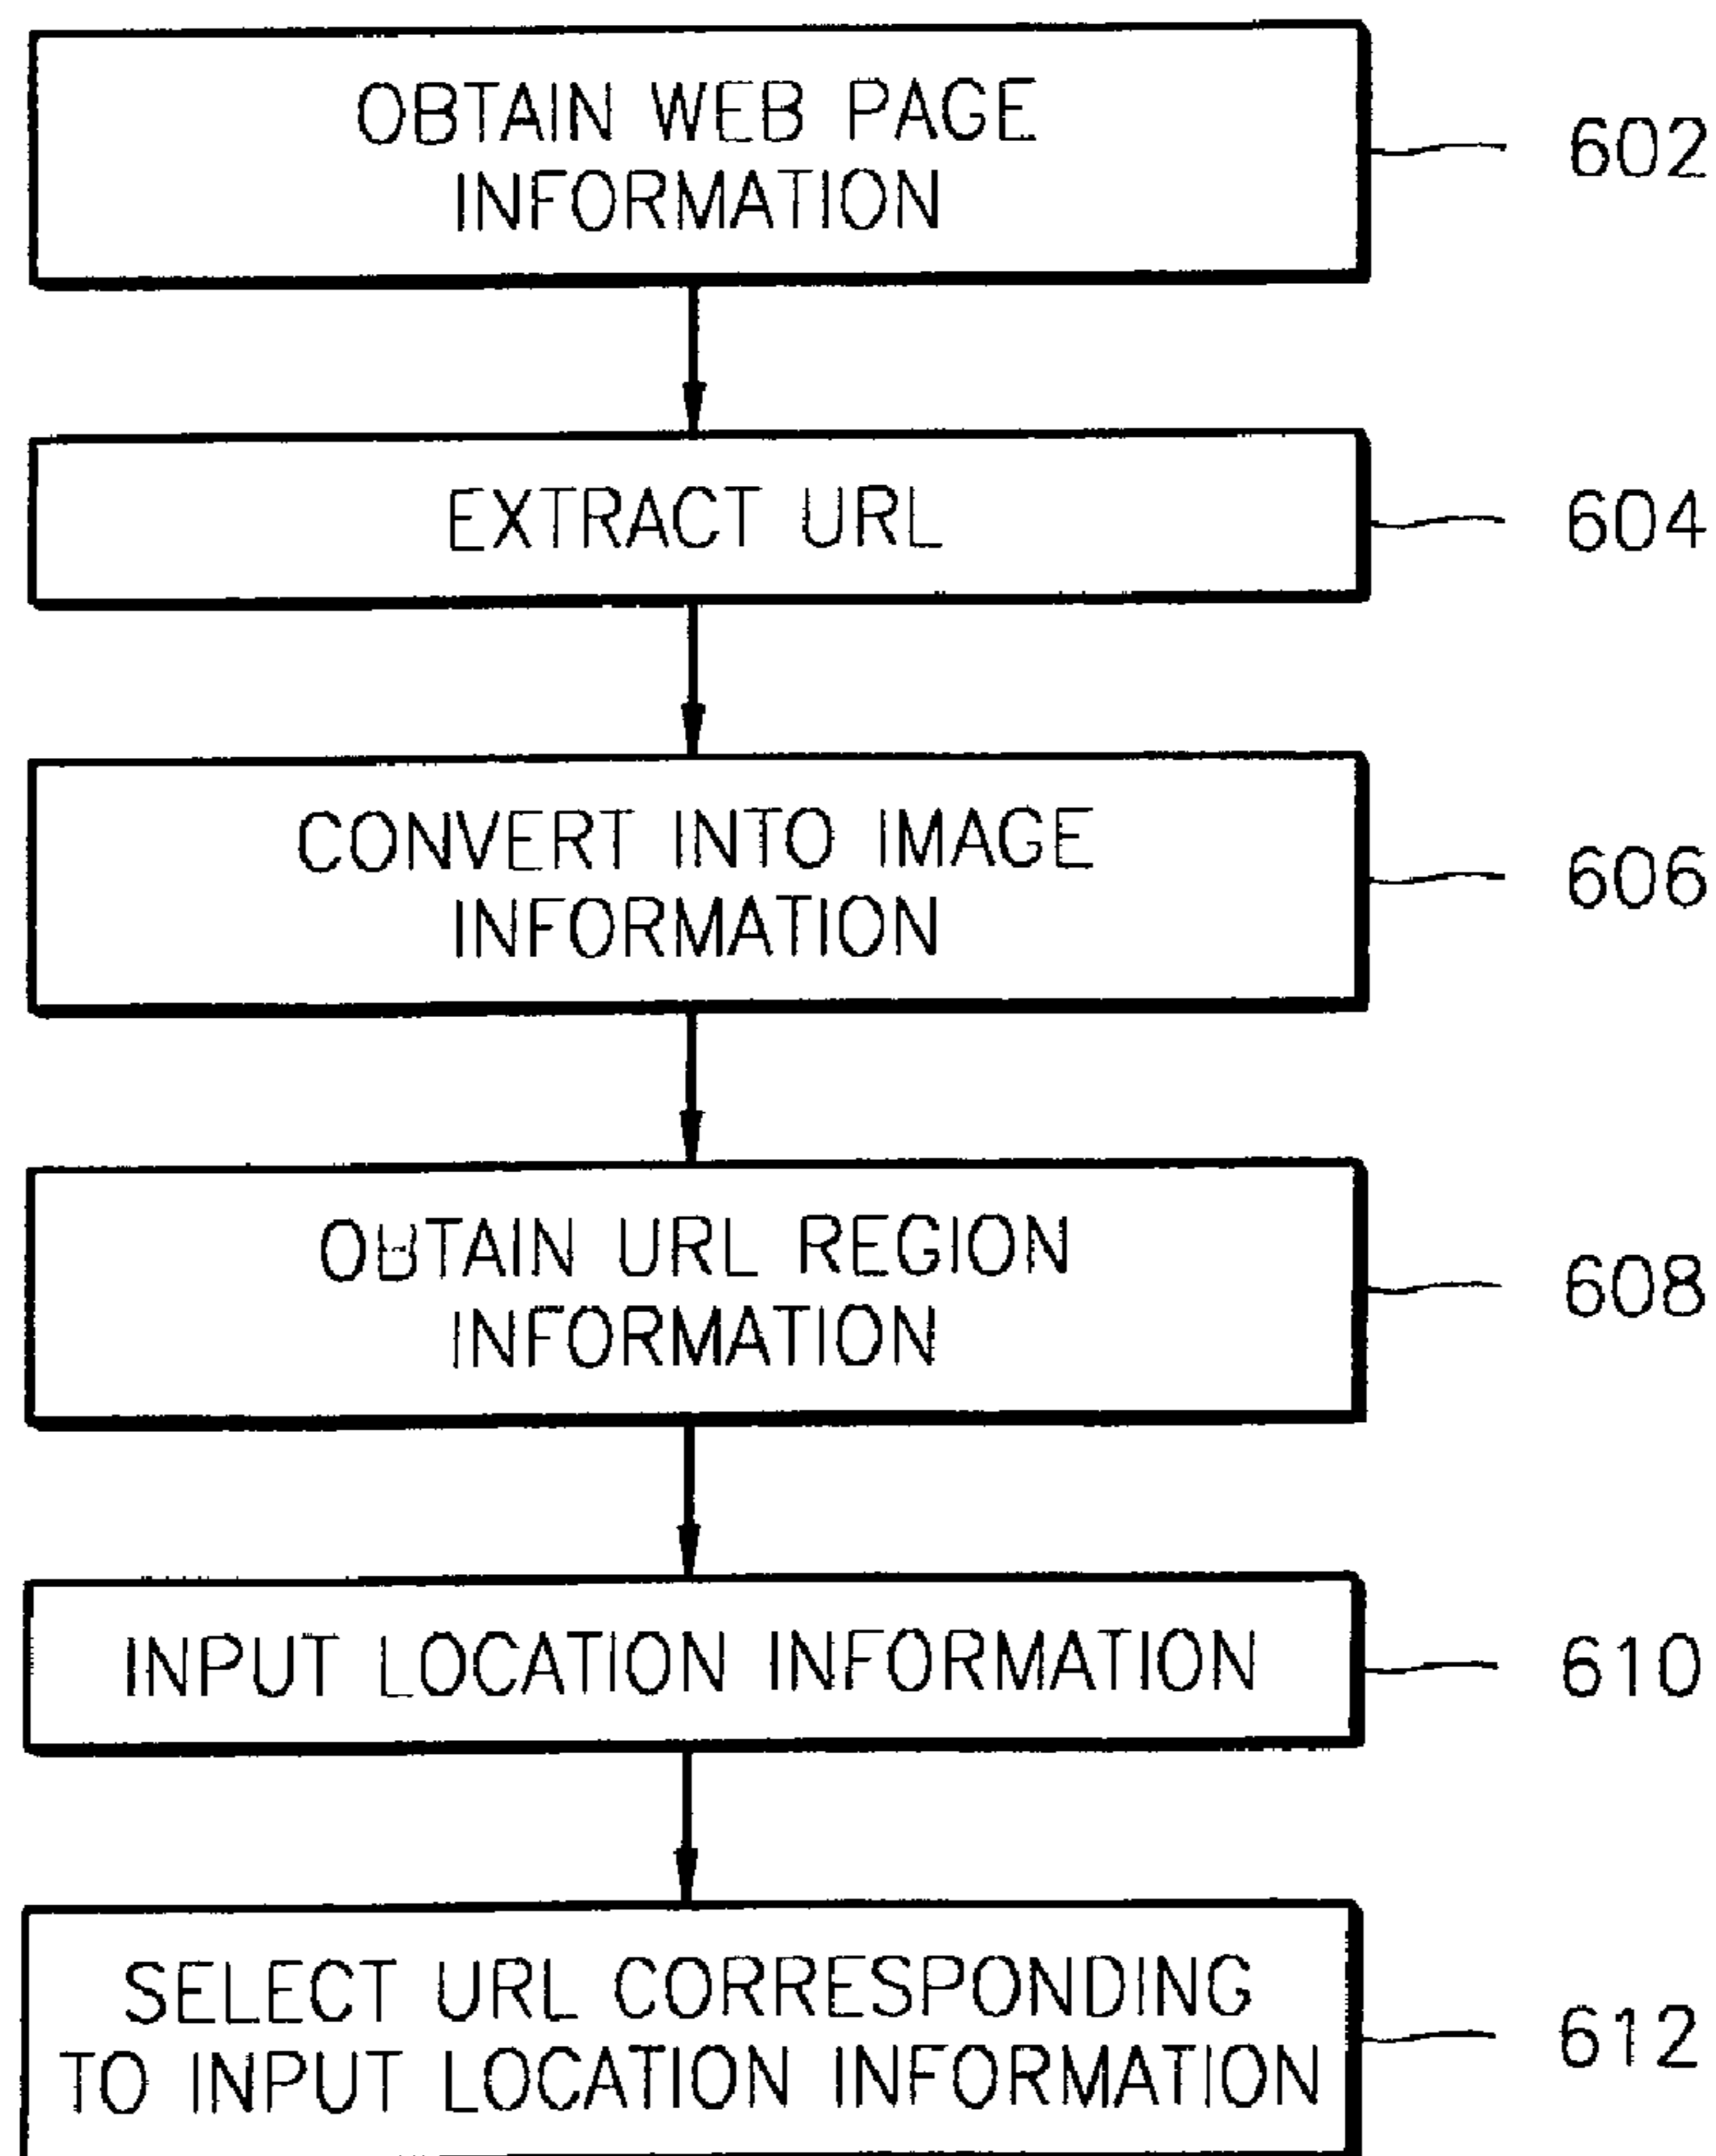 OBTAIN WEB PAGE
INFORMATION
602
EXTRACT URL
604
CONVERT INTO IMAGE
INFORMATION
606
OBTAIN URL REGION
INFORMATION
608
INPUT LOCATION INFORMATION
610
SELECT URL CORRESPONDING
TO INPUT LOCATION INFORMATION
612